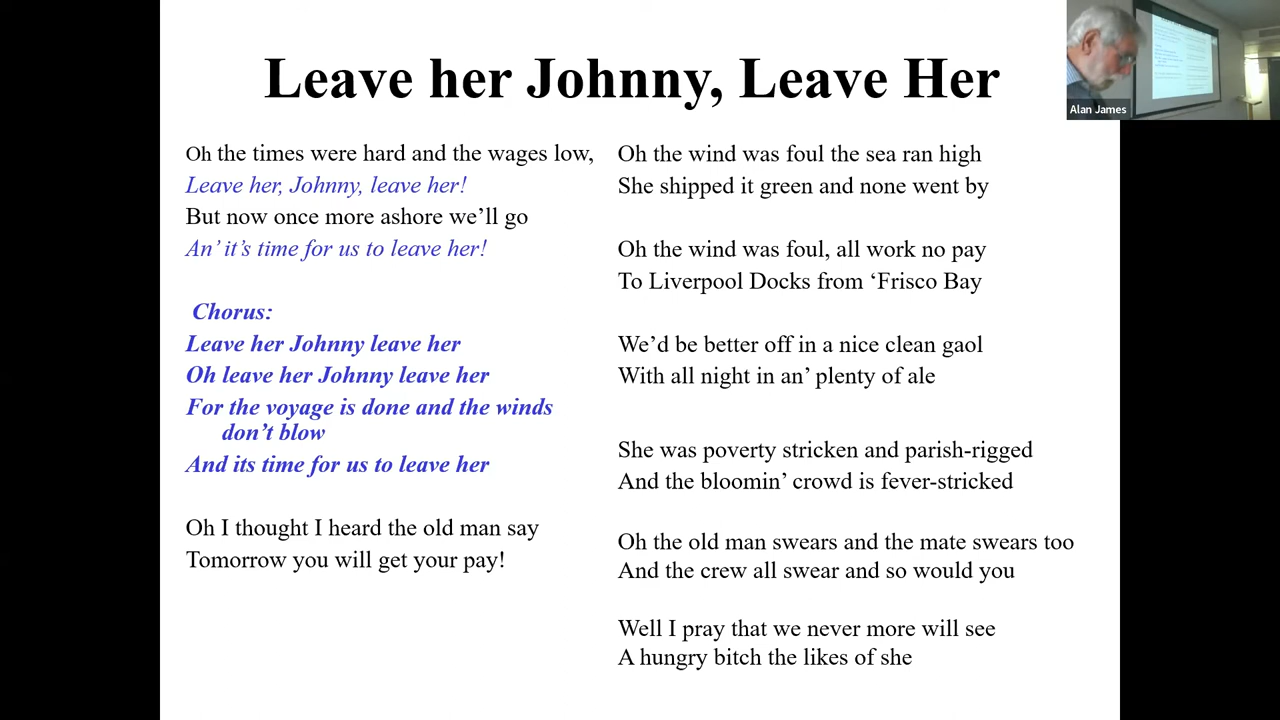 Leave her Johnny, Leave Her
Oh the times were hard and the wages low,
Leave her, Johnny, leave her!
But now once more ashore we’ll go
An’ it’s time for us to leave her!
Chorus:
Leave her Johnny leave her
Oh leave her Johnny leave her
For the voyage is done and the winds
don’t blow
And its time for us to leave her
Oh I thought I heard the old man say
Tomorrow you will get your pay!
Oh the wind was foul the sea ran high
She shipped it green and none went by
Oh the wind was foul, all work no pay
To Liverpool Docks from ‘Frisco Bay
We’d be better off in a nice clean gaol
With all night in an’ plenty of ale
She was poverty stricken and parish-rigged
And the bloomin’ crowd is fever-stricked
Oh the old man swears and the mate swears too
And the crew all swear and so would you
Well I pray that we never more will see
A hungry bitch the likes of she
Alan James